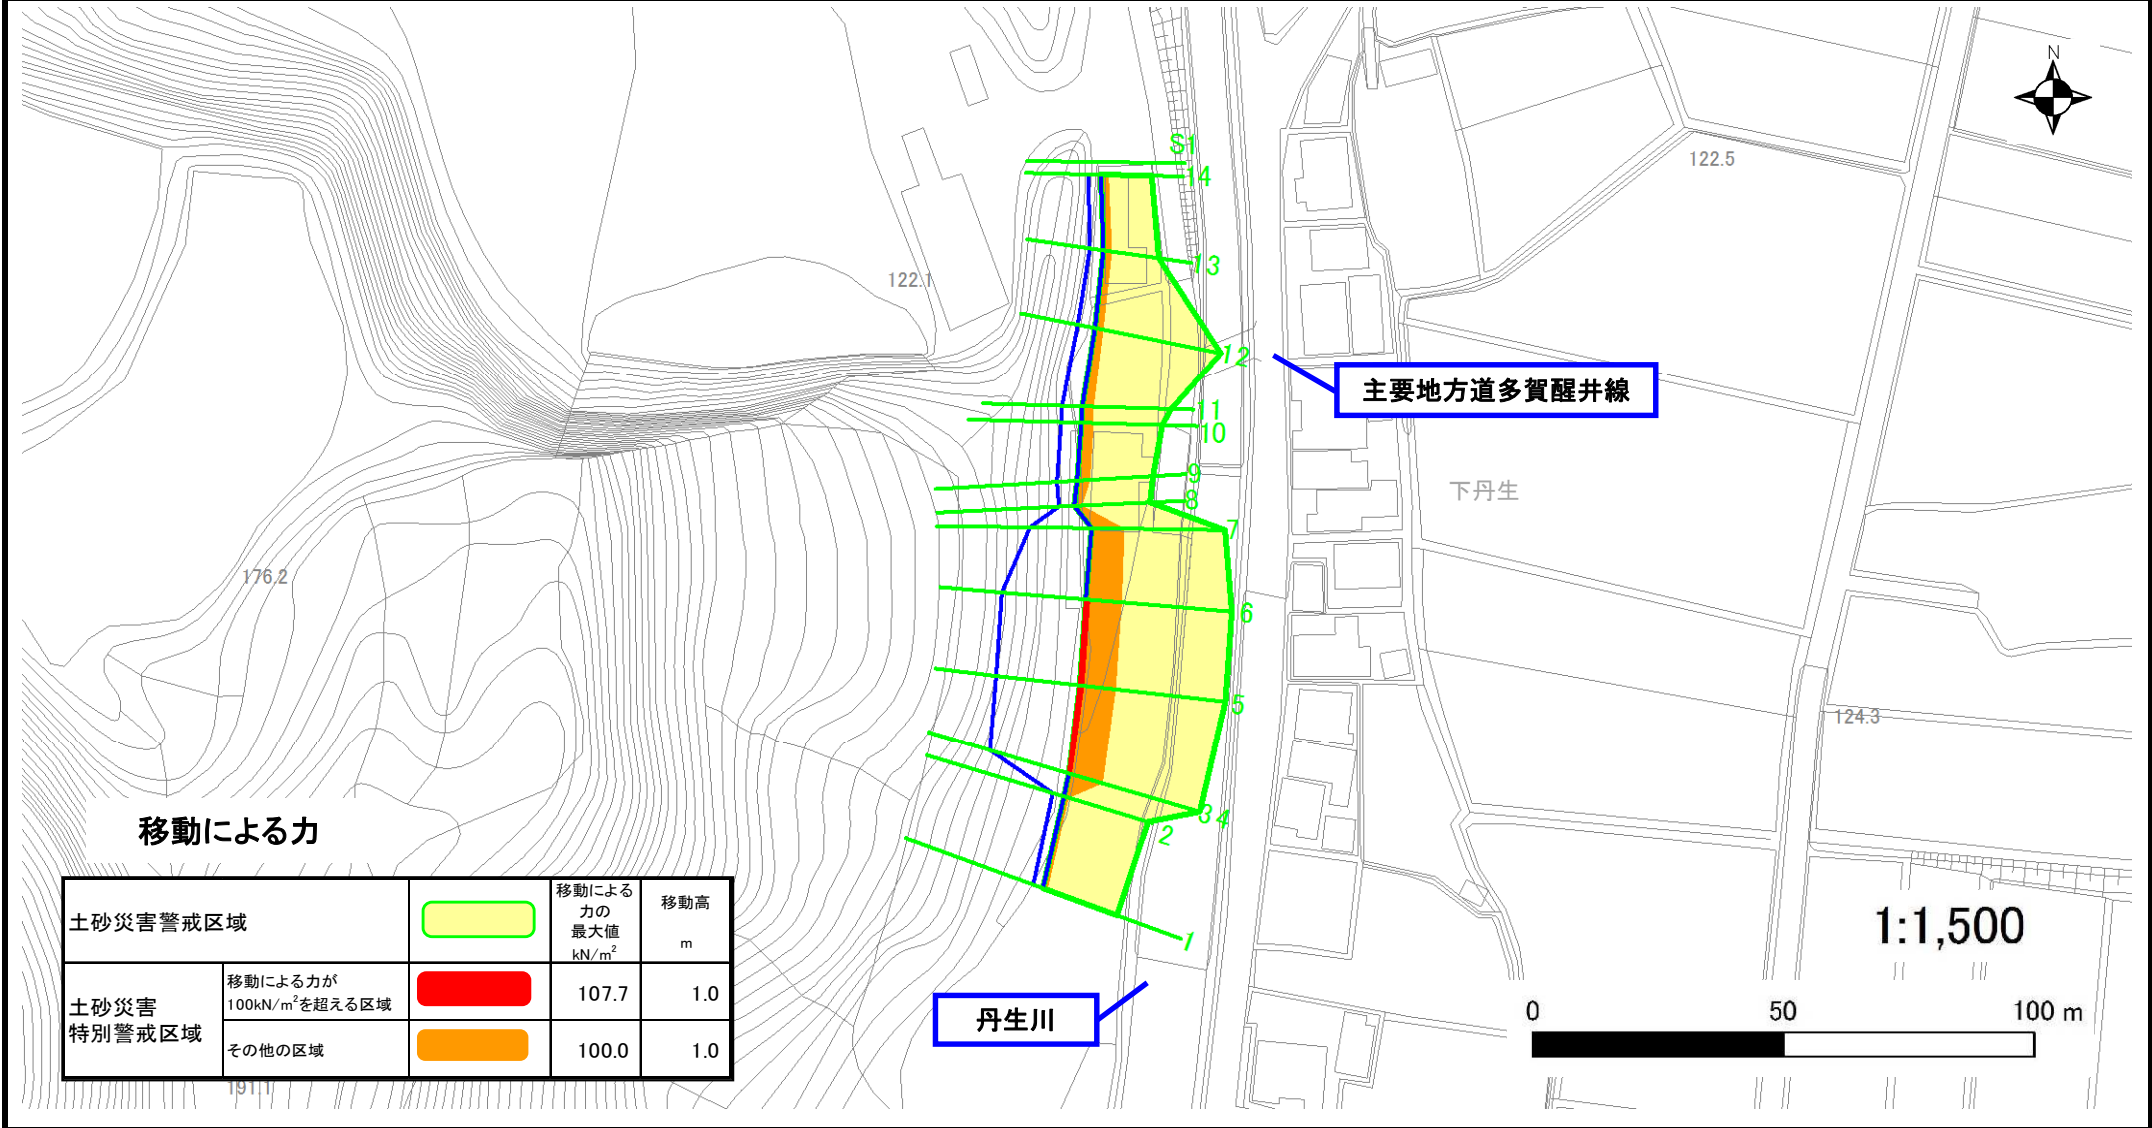 N
S1
14
122.5
13
122.1
12
主要地方道多賀醒井線
11
10
9
下丹生
8
7
176.2
6
5
124.3
3
4
2
移動による力
1:1,500
1
土砂災害警戒区域
移動による
力の
最大値
kN/m²
移動高
m
土砂災害
特別警戒区域
移動による力が
100kN/m²を超える区域
107.7
1.0
その他の区域
100.0
1.0
丹生川
0
50
100 m
191.1